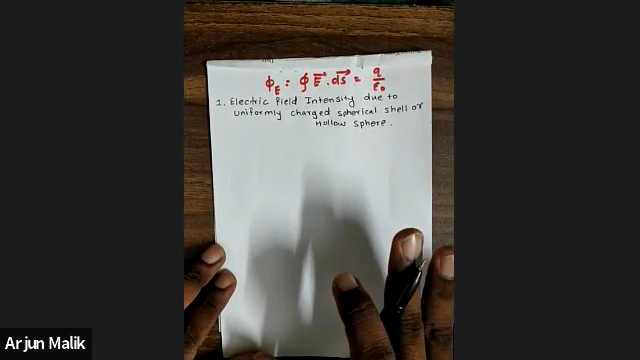 ϕE = ∮ E⃗ . ds⃗ = q/ε0
1. Electric field Intensity due to
uniformly charged spherical shell or
Hollow sphere.
Arjun Malik